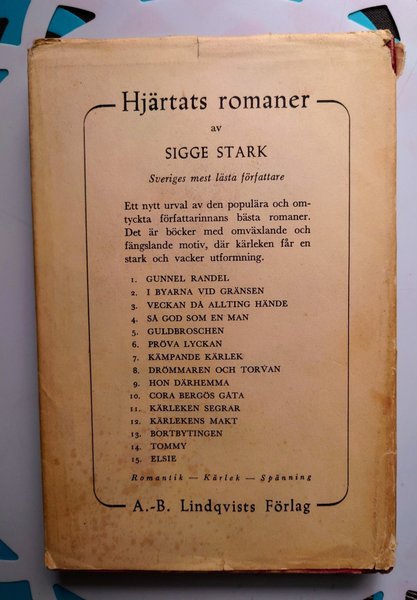 Hjärtats romaner
av
SIGGE STARK
Sveriges mest lästa författare
Ett nytt urval av den populära och om-
tyckta författarinnans bästa romaner.
Det är böcker med omväxlande och
fängslande motiv, där kärleken får en
stark och vacker utformning.
1. GUNNEL RANDEL
2. I BYARNA VID GRÄNSEN
3. VECKAN DÅ ALLTING HÄNDE
4. SÅ GOD SOM EN MAN
5. GULDBROSCHEN
6. PRÖVA LYCKAN
7. KÄMPANDE KÄRLEK
8. DRÖMMAREN OCH TORVAN
9. HON DÄRHEMMA
10. CORA BERGÖS GÅTA
11. KÄRLEKEN SEGRAR
12. KÄRLEKENS MAKT
13. BORTBYTINGEN
14. TOMMY
15. ELSIE
Romantik — Kärlek — Spänning
A.-B. Lindqvists Förlag